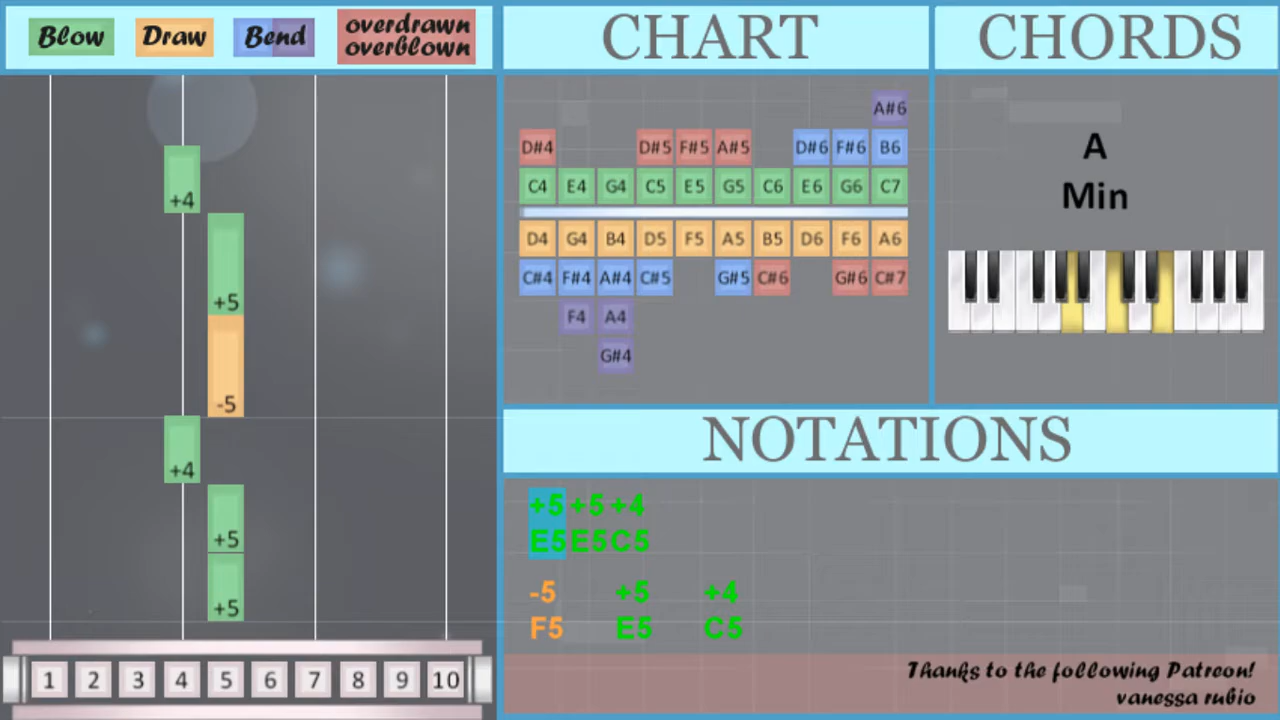 Blow Draw Bend overdrawn
overblown
CHART
CHORDS
+4
+5
-5
+4
+5
+5
1 2 3 4 5 6 7 8 9 10
A#6
D#4 D#5 F#5 A#5 D#6 F#6 B6
C4 E4 G4 C5 E5 G5 C6 E6 G6 C7
D4 G4 B4 D5 F5 A5 B5 D6 F6 A6
C#4 F#4 A#4 C#5 G#5 C#6 G#6 C#7
F4 A4
G#4
A
Min
NOTATIONS
+5 +5 +4
E5 E5 C5
-5 +5 +4
F5 E5 C5
Thanks to the following Patreon!
vanessa rubio